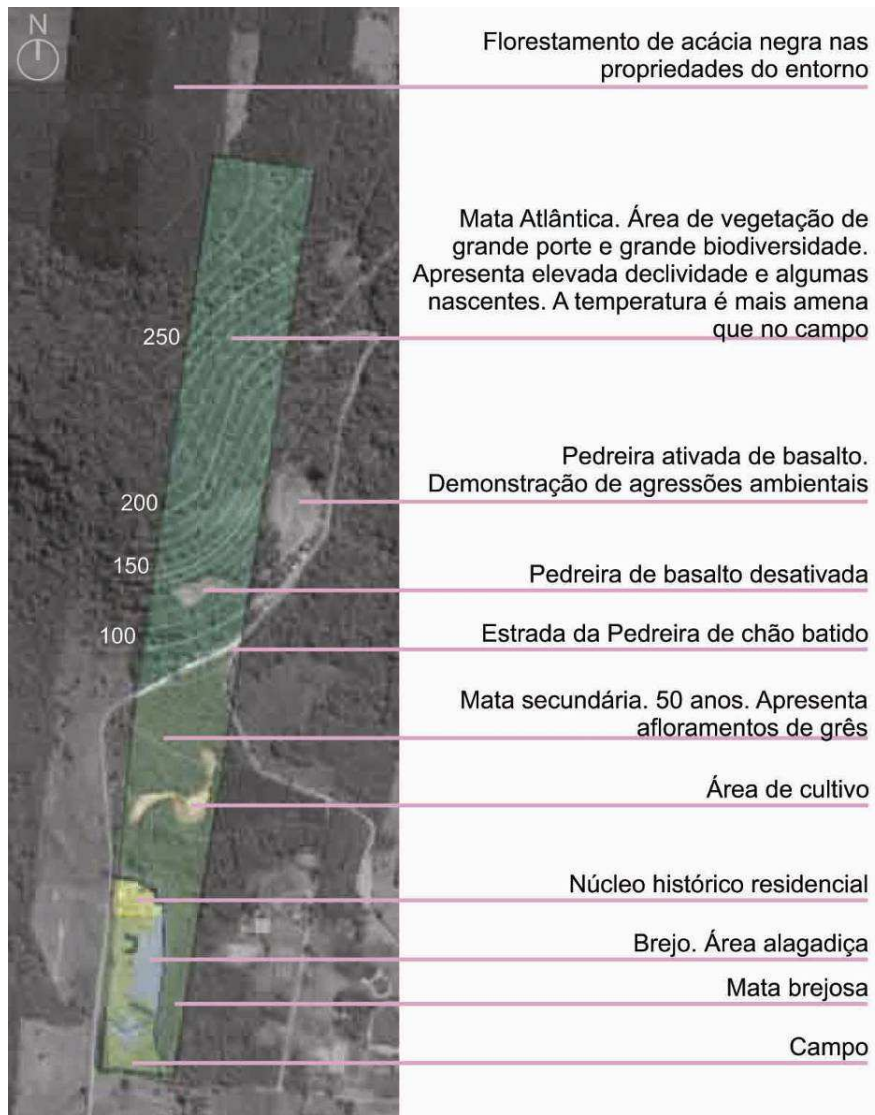 N
Florestamento de acácia negra nas
propriedades do entorno
Mata Atlântica. Área de vegetação de
grande porte e grande biodiversidade.
Apresenta elevada declividade e algumas
nascentes. A temperatura é mais amena
que no campo
250
Pedreira ativada de basalto.
Demonstração de agressões ambientais
200
150
Pedreira de basalto desativada
100
Estrada da Pedreira de chão batido
Mata secundária. 50 anos. Apresenta
afloramentos de grês
Área de cultivo
Núcleo histórico residencial
Brejo. Área alagadiça
Mata brejosa
Campo